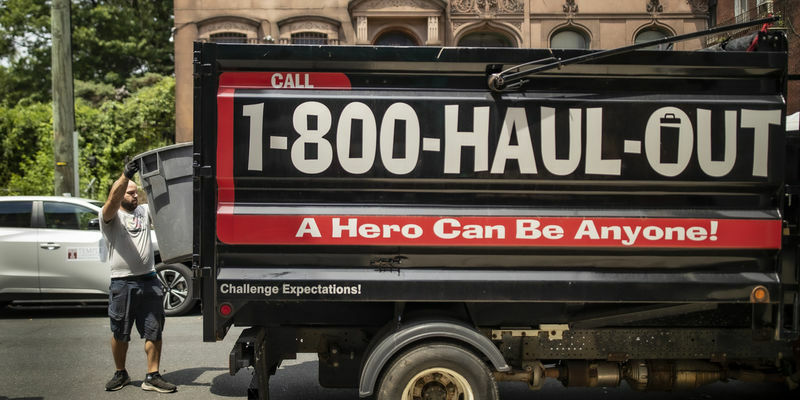 CALL
1-800-HAUL-OUT
A Hero Can Be Anyone!
Challenge Expectations!